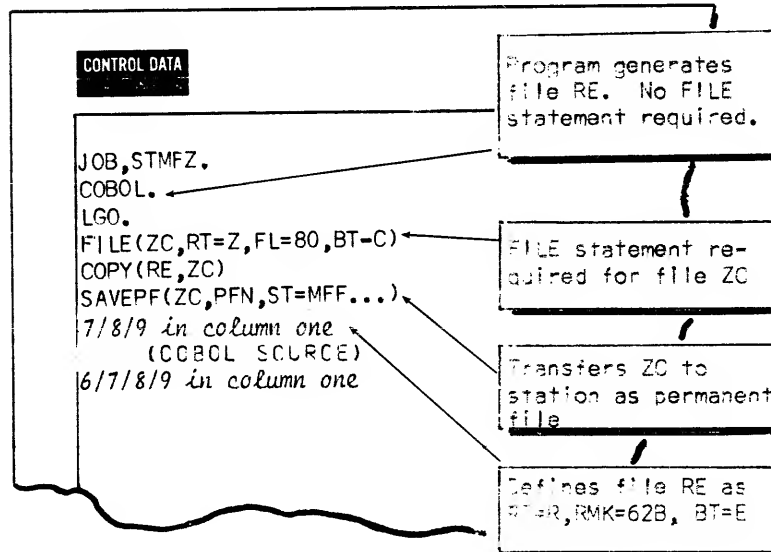 CONTROL DATA
JOB,STMFZ.
COBOL.
LGO.
FILE(ZC,RT=Z,FL=80,BT-C)
COPY(RE,ZC)
SAVEPF(ZC,PFN,ST=MFF...)
7/8/9 in column one
(COBOL SOURCE)
6/7/8/9 in column one
Program generates
file RE. No FILE
statement required.
FILE statement re-
quired for file ZC
Transfers ZC to
station as permanent
file
Defines file RE as
RT=R,RMK=62B, BT=E